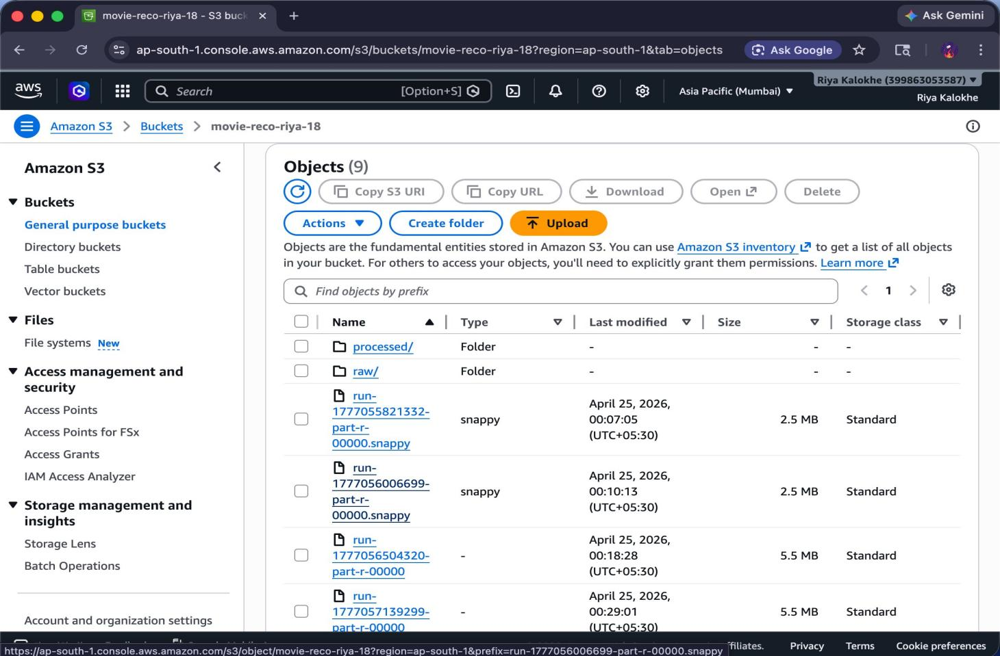 movie-reco-riya-18 - S3 buck
Ask Gemini
ap-south-1.console.aws.amazon.com/s3/buckets/movie-reco-riya-18?region=ap-south-1&tab=objects
Ask Google
aws
Search
[Option+S]
Asia Pacific (Mumbai)
Riya Kalokhe (399863053587)
Riya Kalokhe
Amazon S3
Buckets
movie-reco-riya-18
Amazon S3
Buckets
General purpose buckets
Directory buckets
Table buckets
Vector buckets
Files
File systems New
Access management and
security
Access Points
Access Points for FSx
Access Grants
IAM Access Analyzer
Storage management and
insights
Storage Lens
Batch Operations
Account and organization settings
Objects (9)
Copy S3 URI
Copy URL
Download
Open
Delete
Actions
Create folder
Upload
Objects are the fundamental entities stored in Amazon S3. You can use Amazon S3 inventory to get a list of all objects
in your bucket. For others to access your objects, you'll need to explicitly grant them permissions. Learn more
Find objects by prefix
1
Name Type Last modified Size Storage class
processed/ Folder - - -
raw/ Folder - - -
run-
1777055821332-
part-r-
00000.snappy
snappy
April 25, 2026,
00:07:05
(UTC+05:30)
2.5 MB
Standard
run-
1777056006699-
part-r-
00000.snappy
snappy
April 25, 2026,
00:10:13
(UTC+05:30)
2.5 MB
Standard
run-
1777056504320-
part-r-00000
-
April 25, 2026,
00:18:28
(UTC+05:30)
5.5 MB
Standard
run-
1777057139299-
part-r-00000
-
April 25, 2026,
00:29:01
(UTC+05:30)
5.5 MB
Standard
https://ap-south-1.console.aws.amazon.com/s3/object/movie-reco-riya-18?region=ap-south-1&prefix=run-1777056006699-part-r-00000.snappy
ffiliates.
Privacy
Terms
Cookie preferences